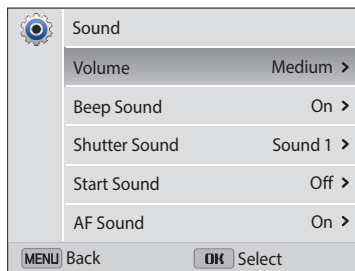 Sound
Volume Medium >
Beep Sound On >
Shutter Sound Sound 1 >
Start Sound Off >
AF Sound On >
MENU Back OK Select